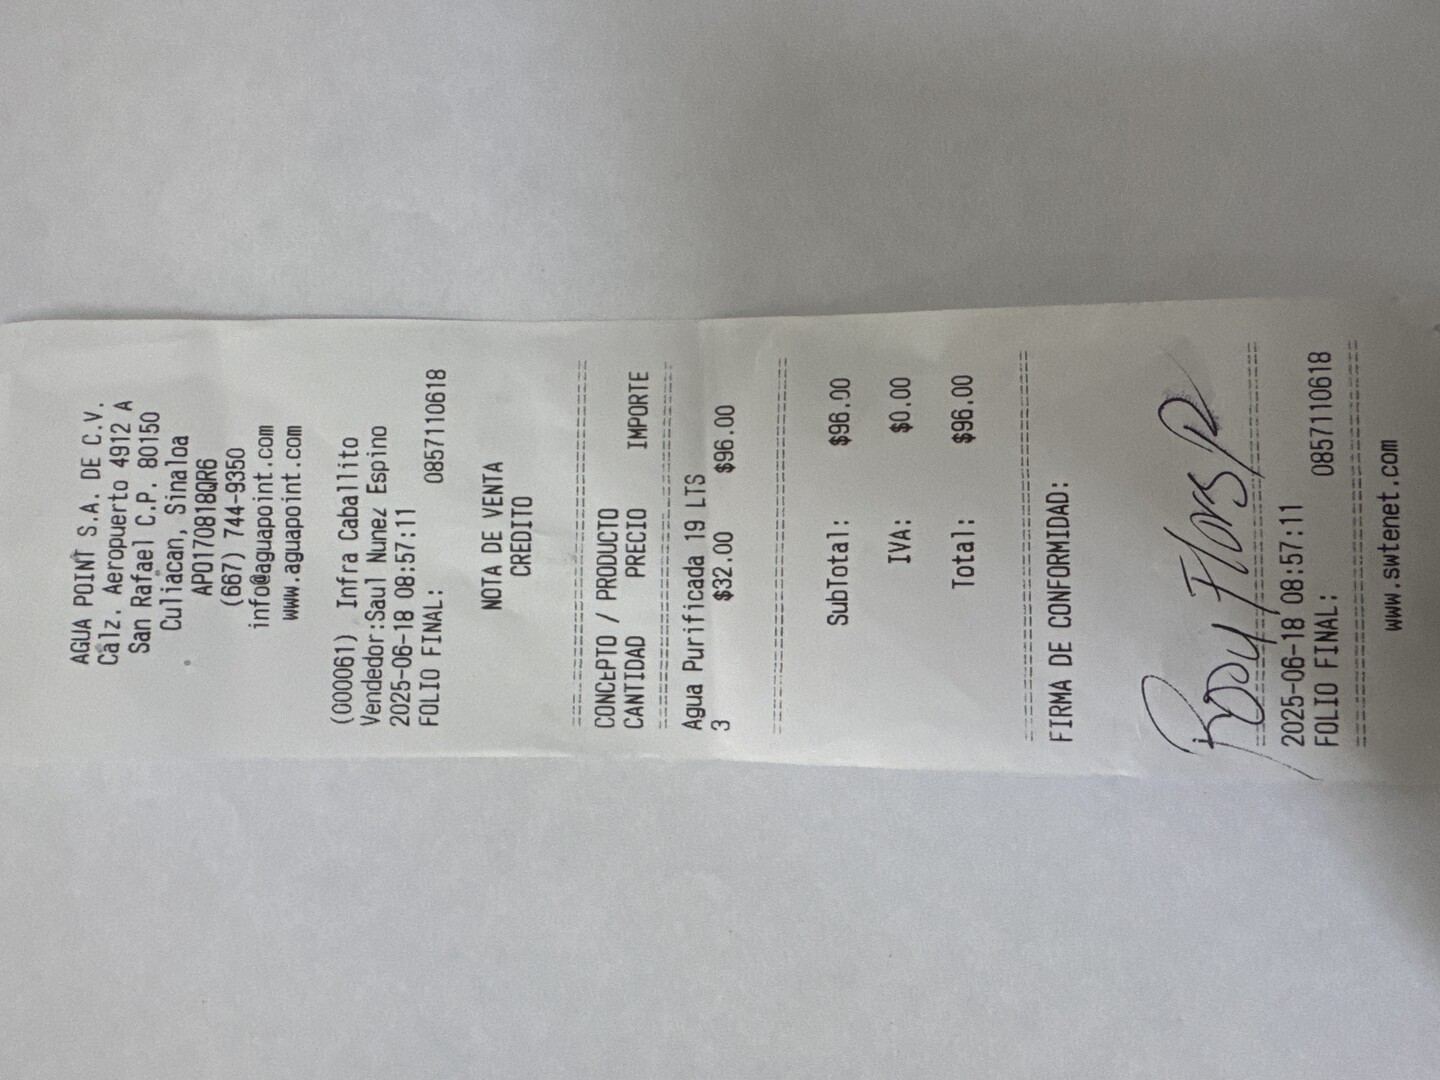 AGUA POINT S.A. DE C.V.
Calz. Aeropuerto 4912 A
San Rafael C.P. 80150
Culiacan, Sinaloa
APO170818QR6
(667) 744-9350
info@aguapoint.com
www.aguapoint.com
(000061) Infra Caballito
Vendedor:Saul Nunez Espino
2025-06-18 08:57:11
FOLIO FINAL: 0857110618
NOTA DE VENTA
CREDITO
CONCEPTO / PRODUCTO
CANTIDAD PRECIO IMPORTE
Agua Purificada 19 LTS
3 $32.00 $96.00
SubTotal: $96.00
IVA: $0.00
Total: $96.00
FIRMA DE CONFORMIDAD:
2025-06-18 08:57:11
FOLIO FINAL: 0857110618
www.swtenet.com